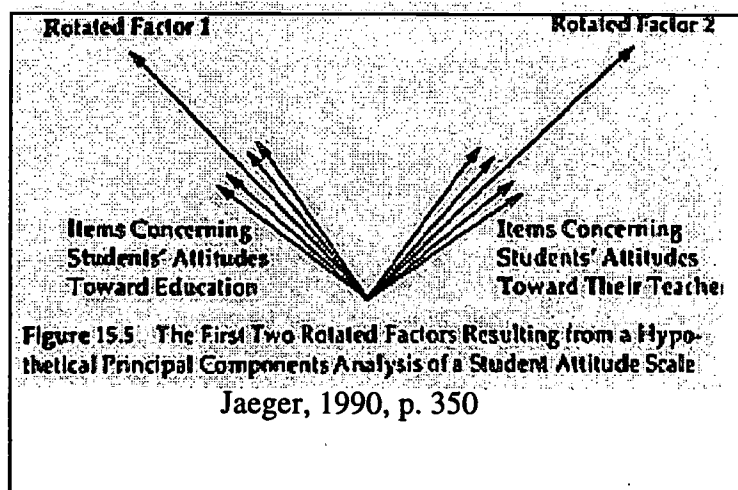 Rotated Factor 1
Rotated Factor 2
Items Concerning
Students' Attitudes
Toward Education
Items Concerning
Students' Attitudes
Toward Their Teache
Figure 15.5 The First Two Rotated Factors Resulting from a Hypo-
thetical Principal Components Analysis of a Student Attitude Scale
Jaeger, 1990, p. 350